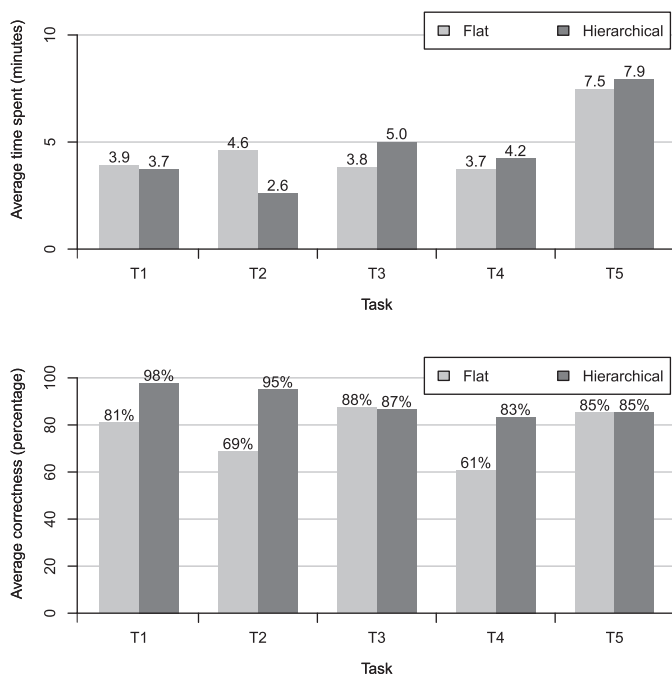 Flat Hierarchical
Average time spent (minutes)
10
5
0
3.9 3.7 4.6 2.6 3.8 5.0 3.7 4.2 7.5 7.9
T1 T2 T3 T4 T5
Task
Flat Hierarchical
Average correctness (percentage)
100
80
60
40
20
0
81% 98% 69% 95% 88% 87% 61% 83% 85% 85%
T1 T2 T3 T4 T5
Task